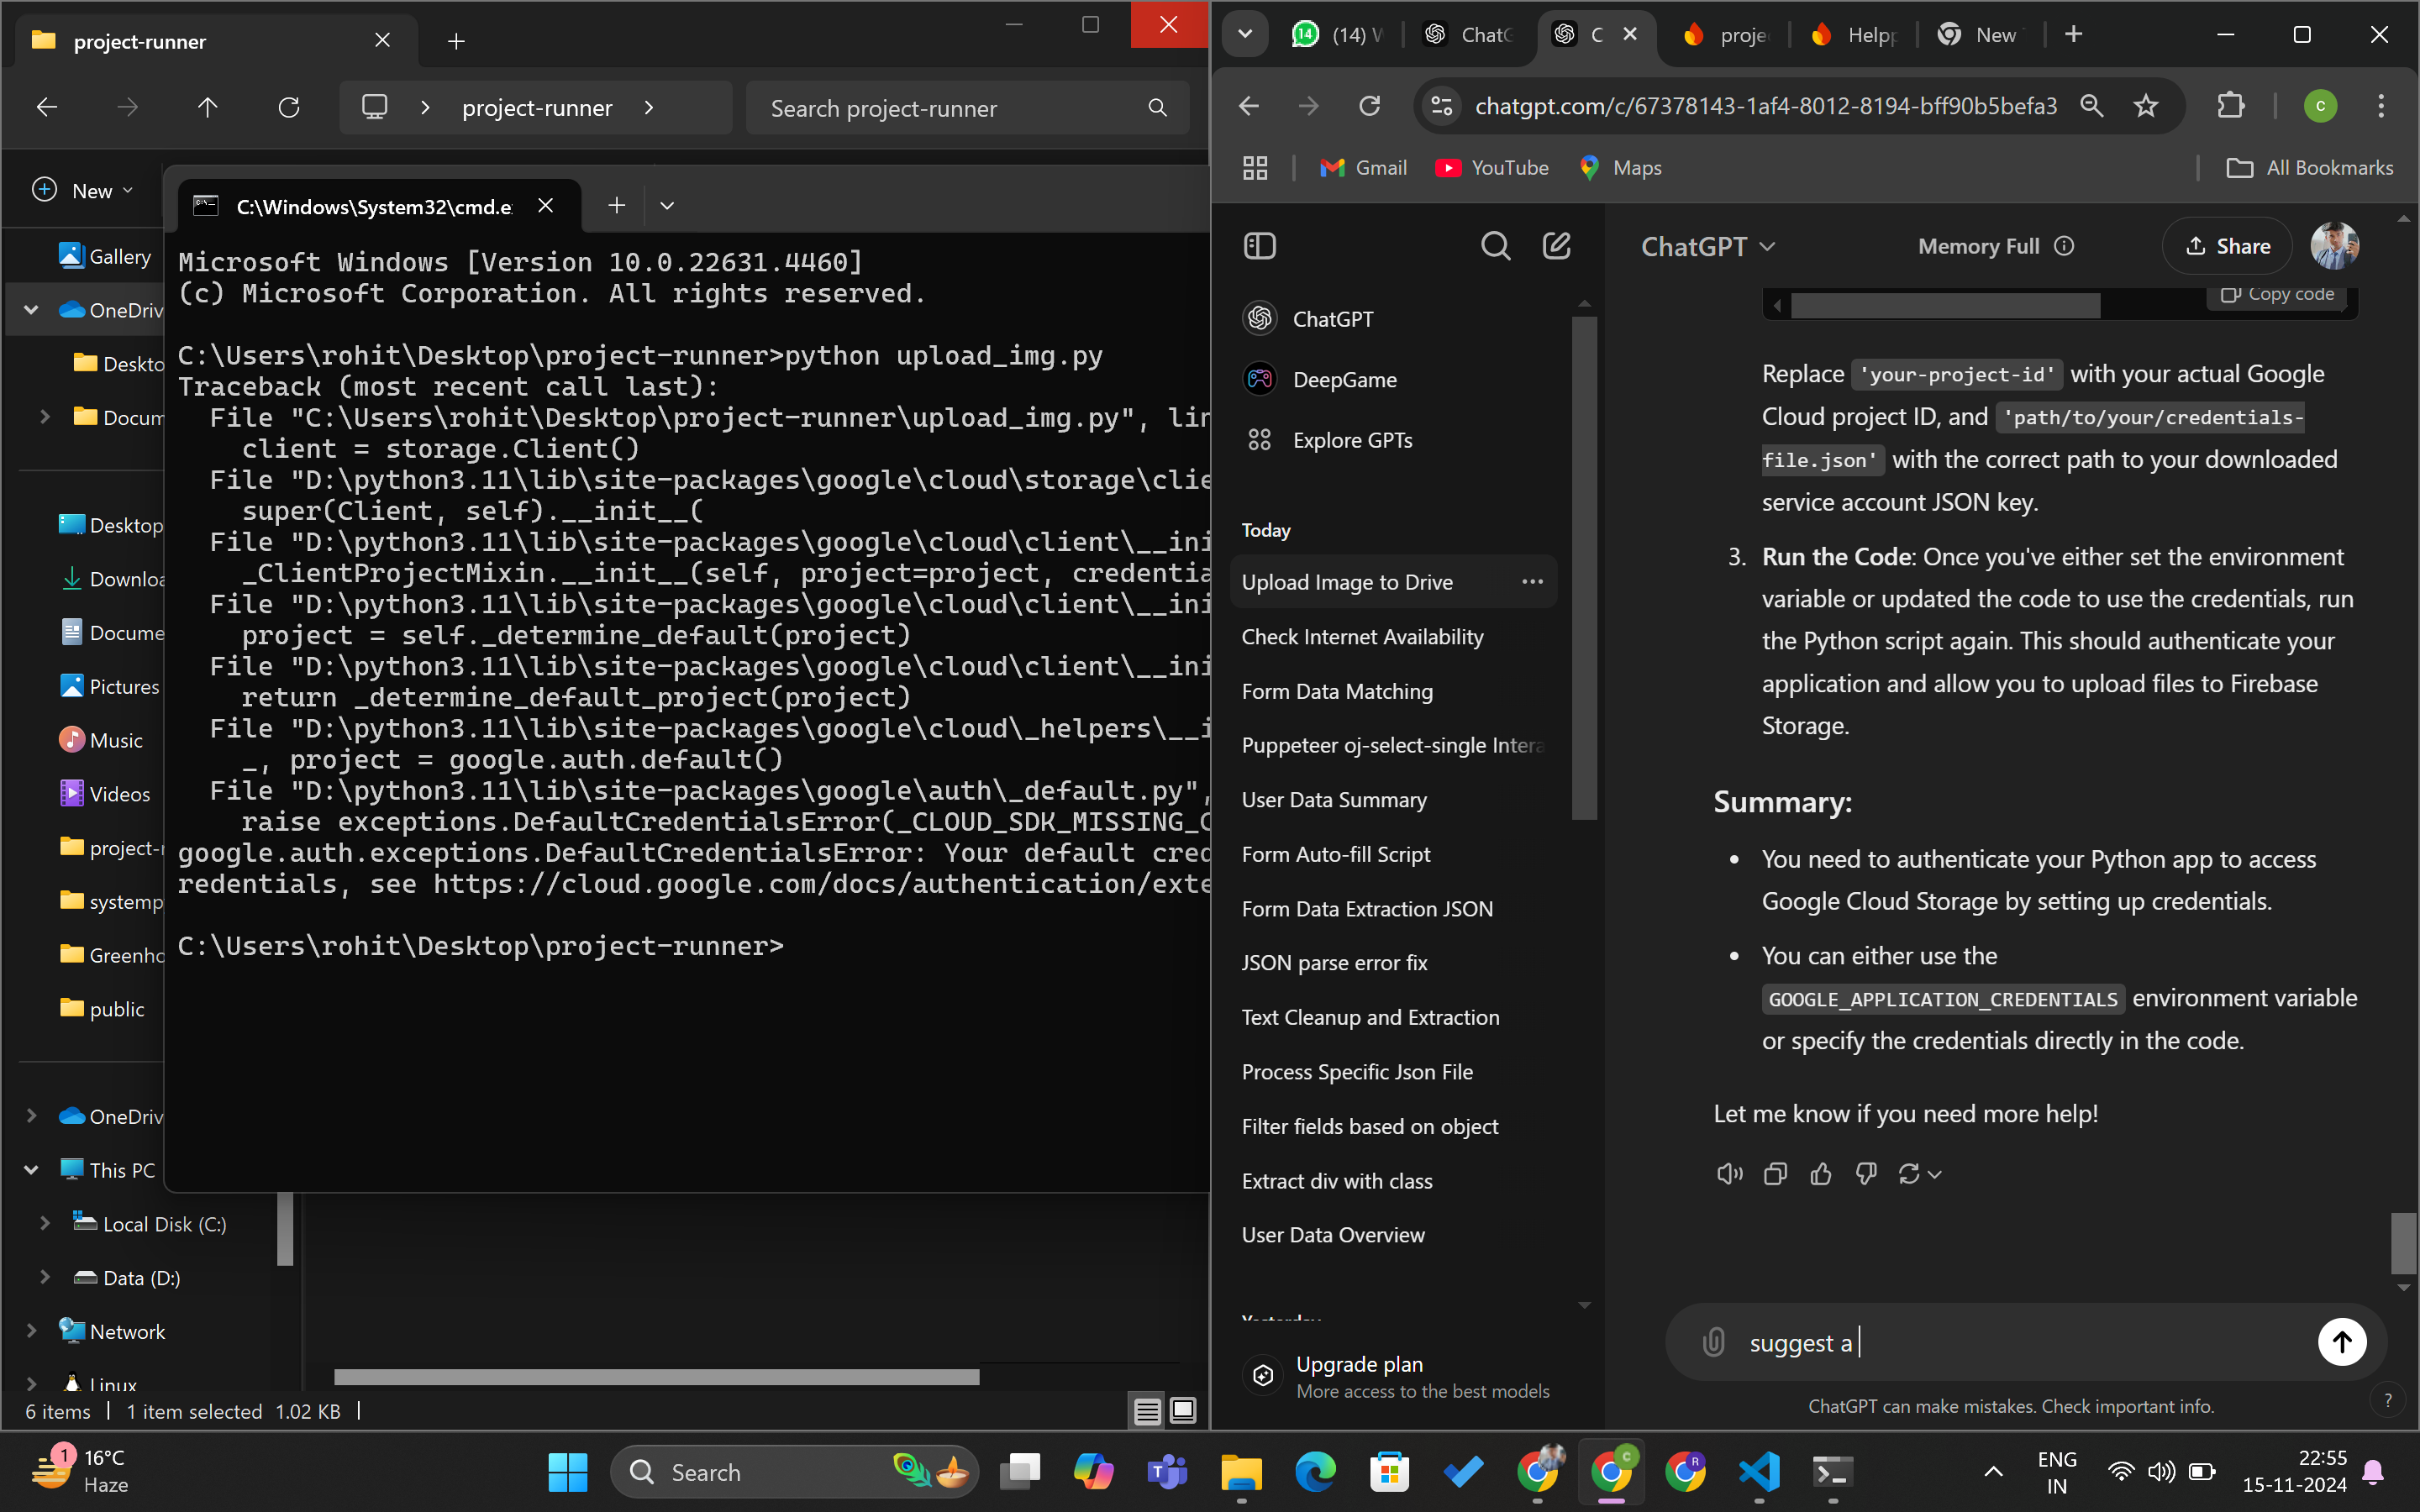 project-runner
project-runner
Search project-runner
New
Gallery
OneDriv
Deskto
Docum
Desktop
Downloa
Docume
Pictures
Music
Videos
project-r
systemp
Greenho
public
OneDriv
This PC
Local Disk (C:)
Data (D:)
Network
Linux
6 items
1 item selected 1.02 KB
C:\Windows\System32\cmd.e
Microsoft Windows [Version 10.0.22631.4460]
(c) Microsoft Corporation. All rights reserved.
C:\Users\rohit\Desktop\project-runner>python upload_img.py
Traceback (most recent call last):
File "C:\Users\rohit\Desktop\project-runner\upload_img.py", lin
client = storage.Client()
File "D:\python3.11\lib\site-packages\google\cloud\storage\clie
super(Client, self).__init__(
File "D:\python3.11\lib\site-packages\google\cloud\client\__ini
_ClientProjectMixin.__init__(self, project=project, credentia
File "D:\python3.11\lib\site-packages\google\cloud\client\__ini
project = self._determine_default(project)
File "D:\python3.11\lib\site-packages\google\cloud\client\__ini
return _determine_default_project(project)
File "D:\python3.11\lib\site-packages\google\cloud\_helpers\__i
_, project = google.auth.default()
File "D:\python3.11\lib\site-packages\google\auth\_default.py",
raise exceptions.DefaultCredentialsError(_CLOUD_SDK_MISSING_C
google.auth.exceptions.DefaultCredentialsError: Your default cred
redentials, see https://cloud.google.com/docs/authentication/exte
C:\Users\rohit\Desktop\project-runner>
14
(14) W
ChatG
C
projec
Helpp
New
chatgpt.com/c/67378143-1af4-8012-8194-bff90b5befa3
C
Gmail
YouTube
Maps
All Bookmarks
ChatGPT
DeepGame
Explore GPTs
Today
Upload Image to Drive
Check Internet Availability
Form Data Matching
Puppeteer oj-select-single Intera
User Data Summary
Form Auto-fill Script
Form Data Extraction JSON
JSON parse error fix
Text Cleanup and Extraction
Process Specific Json File
Filter fields based on object
Extract div with class
User Data Overview
Yesterday
Upgrade plan
More access to the best models
ChatGPT
Memory Full
Share
Copy code
Replace 'your-project-id' with your actual Google
Cloud project ID, and 'path/to/your/credentials-
file.json' with the correct path to your downloaded
service account JSON key.
3. Run the Code: Once you've either set the environment
variable or updated the code to use the credentials, run
the Python script again. This should authenticate your
application and allow you to upload files to Firebase
Storage.
Summary:
You need to authenticate your Python app to access
Google Cloud Storage by setting up credentials.
You can either use the
GOOGLE_APPLICATION_CREDENTIALS environment variable
or specify the credentials directly in the code.
Let me know if you need more help!
suggest a
ChatGPT can make mistakes. Check important info.
?
1
16°C
Haze
Search
ENG
IN
22:55
15-11-2024